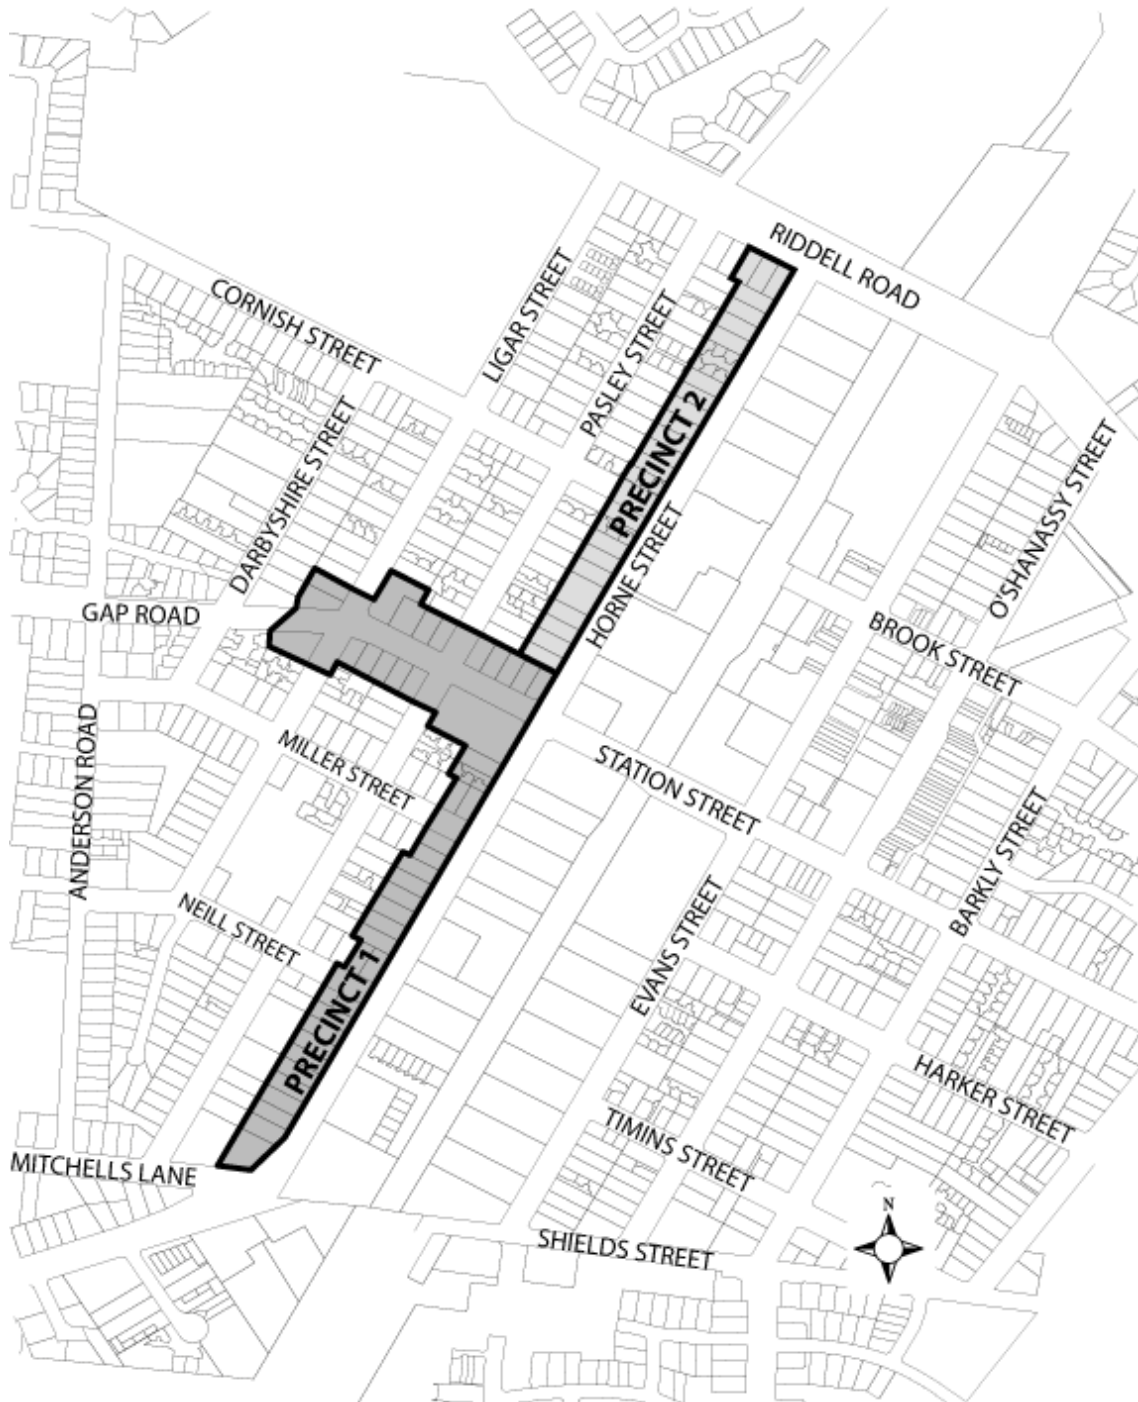 RIDDELL ROAD
CORNISH STREET
LIGAR STREET
PASLEY STREET
PRECINCT 2
DARBYSHIRE STREET
O'SHANASSY STREET
HORNE STREET
GAP ROAD
BROOK STREET
ANDERSON ROAD
MILLER STREET
STATION STREET
BARKLY STREET
NEILL STREET
EVANS STREET
PRECINCT 1
HARKER STREET
TIMINS STREET
MITCHELLS LANE
N
SHIELDS STREET